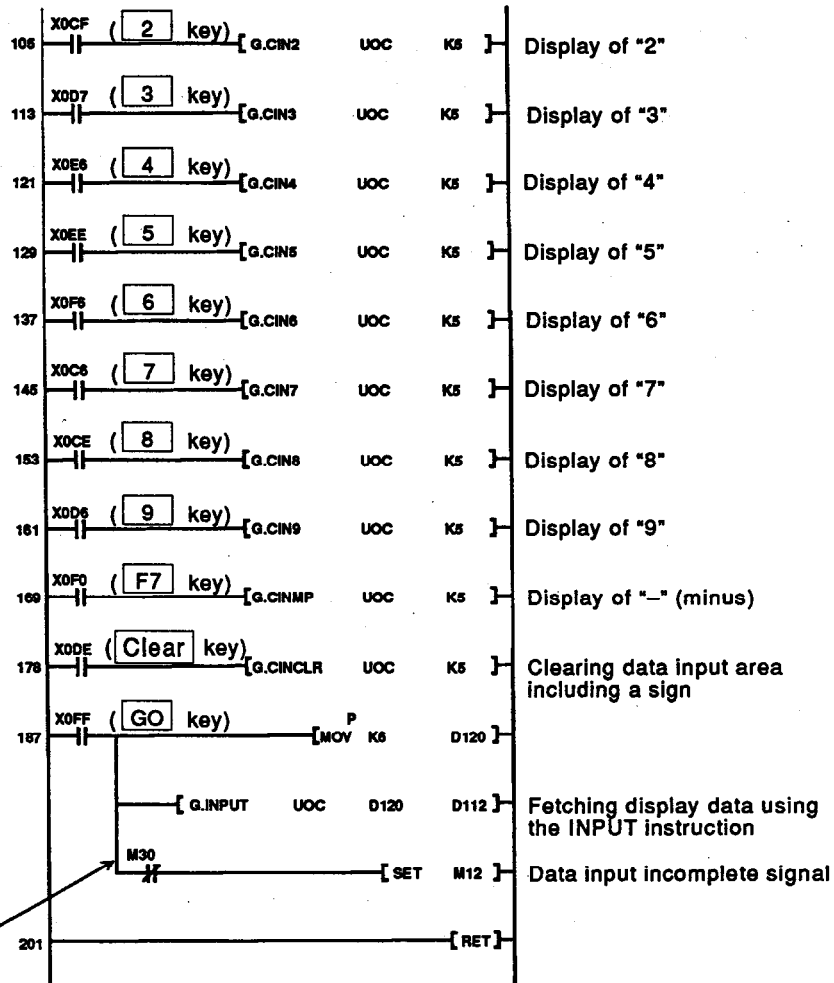 X0CF ( 2 key)
105 [ G.CIN2 UOC K5 ] Display of "2"
X0D7 ( 3 key)
113 [ G.CIN3 UOC K5 ] Display of "3"
X0E6 ( 4 key)
121 [ G.CIN4 UOC K5 ] Display of "4"
X0EE ( 5 key)
129 [ G.CIN5 UOC K5 ] Display of "5"
X0F6 ( 6 key)
137 [ G.CIN6 UOC K5 ] Display of "6"
X0C6 ( 7 key)
145 [ G.CIN7 UOC K5 ] Display of "7"
X0CE ( 8 key)
153 [ G.CIN8 UOC K5 ] Display of "8"
X0D6 ( 9 key)
161 [ G.CIN9 UOC K5 ] Display of "9"
X0F0 ( F7 key)
169 [ G.CINMP UOC K5 ] Display of "–" (minus)
X0DE ( Clear key)
178 [ G.CINCLR UOC K5 ] Clearing data input area
including a sign
X0FF ( GO key) P
187 [ MOV K6 D120 ]
[ G.INPUT UOC D120 D112 ] Fetching display data using
the INPUT instruction
M30
[ SET M12 ] Data input incomplete signal
201 [ RET ]